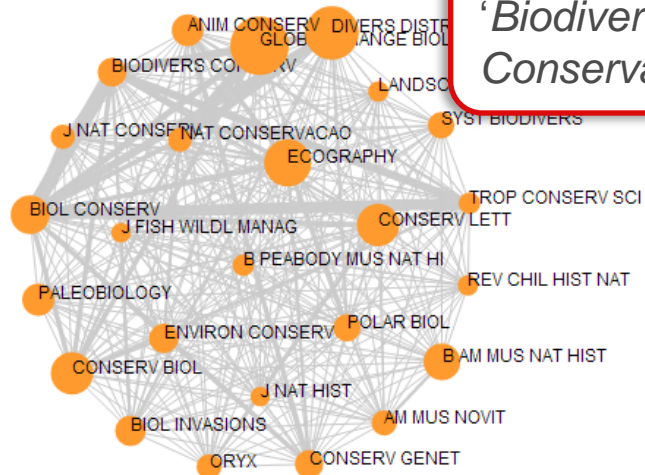 'Biodiver
Conserva
ANIM CONSERV
DIVERS DISTR
GLOB ANGE BIOL
BIODIVERS CO RV
LANDSC
SYST BIODIVERS
J NAT CONSERV
NAT CONSERVACAO
ECOGRAPHY
TROP CONSERV SCI
BIOL CONSERV
CONSERV LETT
J FISH WILDL MANAG
B PEABODY MUS NAT HI
REV CHIL HIST NAT
PALEOBIOLOGY
POLAR BIOL
ENVIRON CONSERV
B AM MUS NAT HIST
CONSERV BIOL
J NAT HIST
AM MUS NOVIT
BIOL INVASIONS
ORYX
CONSERV GENET